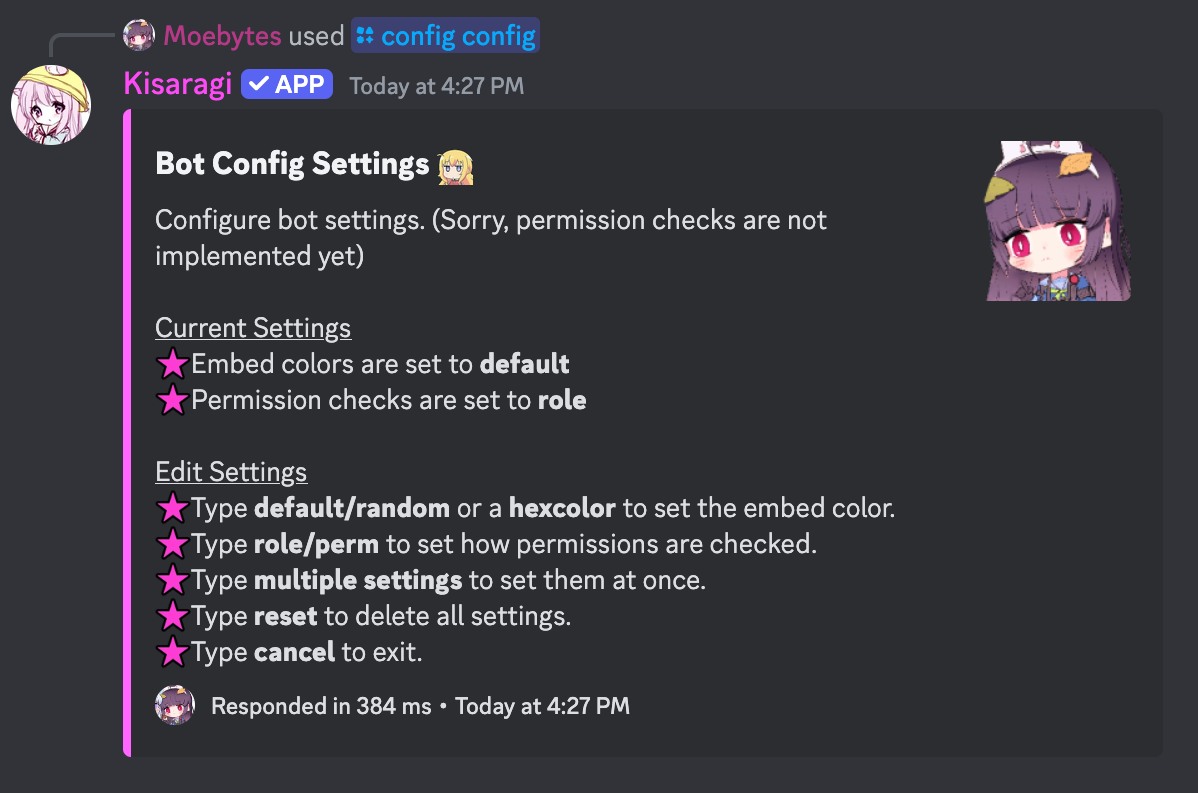 Moebytes used config config
Kisaragi APP Today at 4:27 PM
Bot Config Settings
Configure bot settings. (Sorry, permission checks are not
implemented yet)
Current Settings
Embed colors are set to default
Permission checks are set to role
Edit Settings
Type default/random or a hexcolor to set the embed color.
Type role/perm to set how permissions are checked.
Type multiple settings to set them at once.
Type reset to delete all settings.
Type cancel to exit.
Responded in 384 ms • Today at 4:27 PM